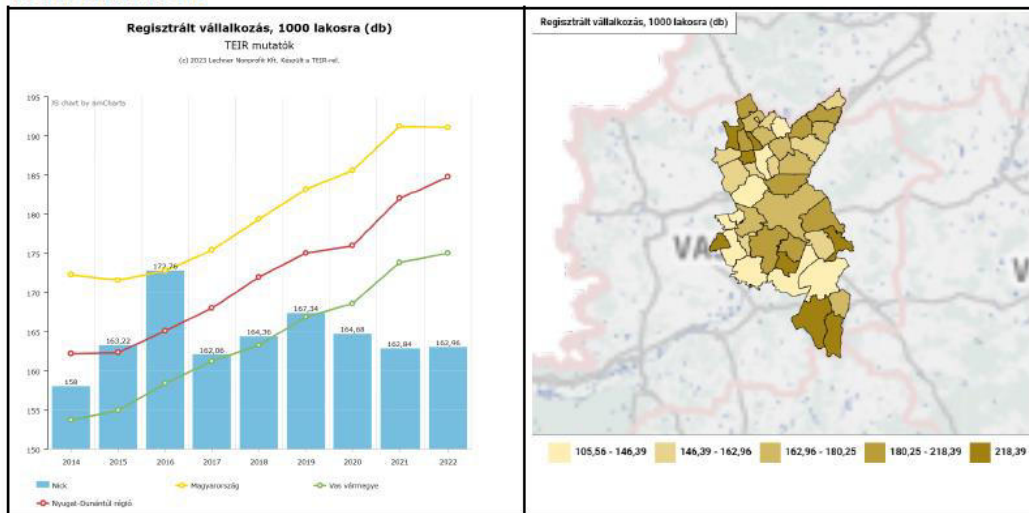 Regisztrált vállalkozás, 1000 lakosra (db)
TEIR mutatók
(c) 2023 Lechner Nonprofit Kft. Készült a TEIR-rel.
JS chart by amCharts
195
190
185
180
175
170
165
160
155
150
158
163,22
172,76
162,06
164,36
167,34
164,68
162,84
162,96
2014 2015 2016 2017 2018 2019 2020 2021 2022
Nick Magyarország Vas vármegye
Nyugat-Dunántúl régió
Regisztrált vállalkozás, 1000 lakosra (db)
VA
V
105,56 - 146,39 146,39 - 162,96 162,96 - 180,25 180,25 - 218,39 218,39